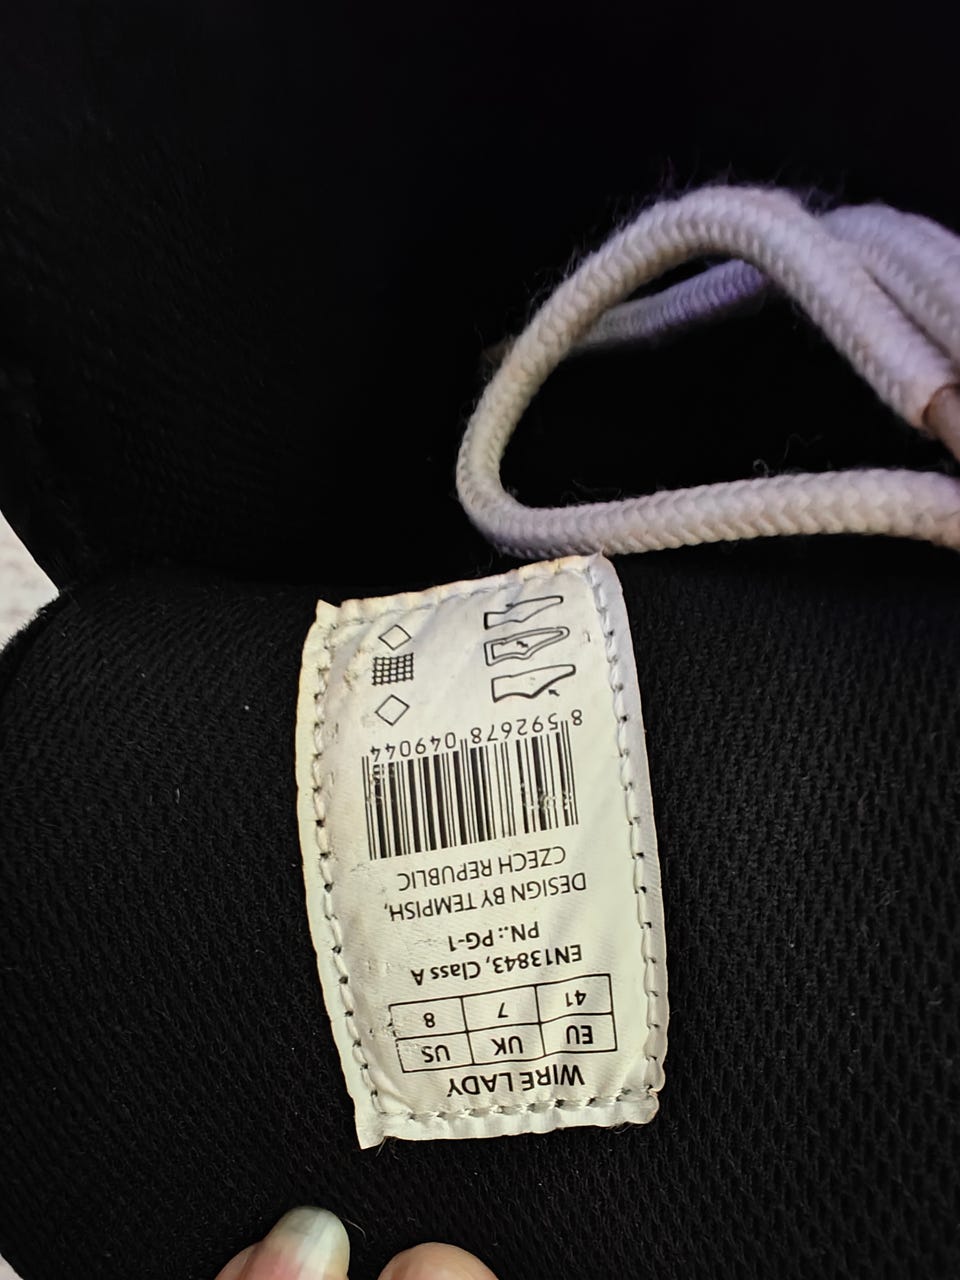 WIRE LADY
EU UK US
41 7 8
EN13843, Class A
PN.: PG-1
DESIGN BY TEMPISH,
CZECH REPUBLIC
8 592678 049044